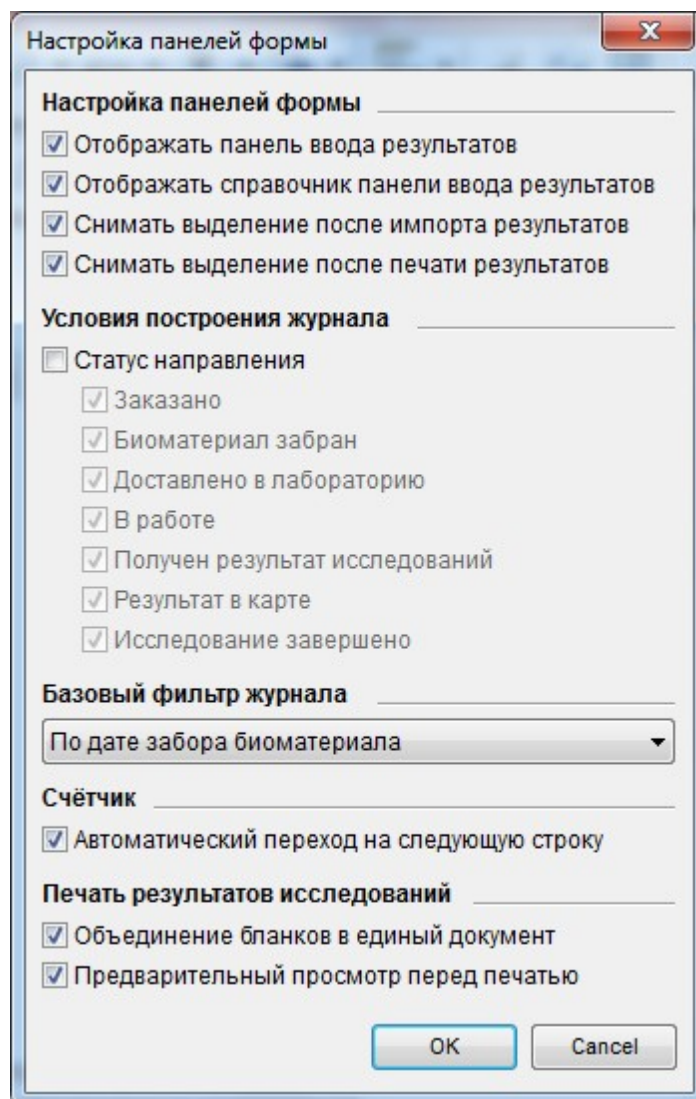 Настройка панелей формы
Настройка панелей формы
Отображать панель ввода результатов
Отображать справочник панели ввода результатов
Снимать выделение после импорта результатов
Снимать выделение после печати результатов
Условия построения журнала
Статус направления
Заказано
Биоматериал забран
Доставлено в лабораторию
В работе
Получен результат исследований
Результат в карте
Исследование завершено
Базовый фильтр журнала
По дате забора биоматериала
Счётчик
Автоматический переход на следующую строку
Печать результатов исследований
Объединение бланков в единый документ
Предварительный просмотр перед печатью
OK Cancel